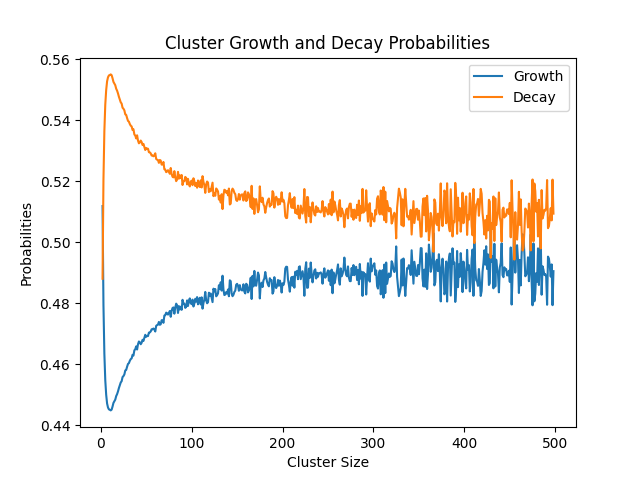 Cluster Growth and Decay Probabilities
Growth
Decay
0.56
0.54
0.52
0.50
0.48
0.46
0.44
Probabilities
0
100
200
300
400
500
Cluster Size